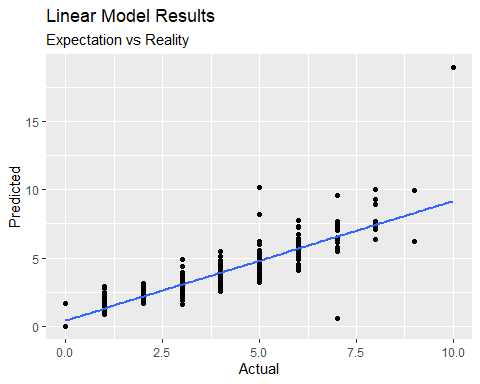 Linear Model Results
Expectation vs Reality
Predicted
15
10
5
0
0.0 2.5 5.0 7.5 10.0
Actual